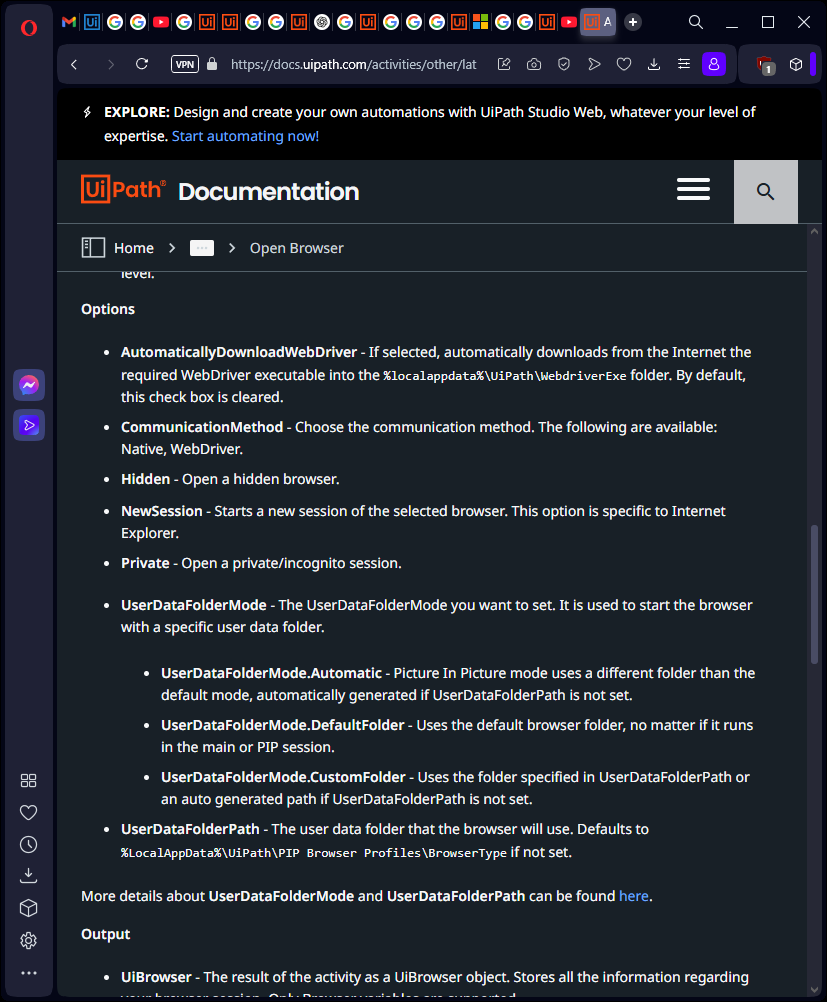 A
VPN
https://docs.uipath.com/activities/other/lat
1
EXPLORE: Design and create your own automations with UiPath Studio Web, whatever your level of
expertise. Start automating now!
UiPath® Documentation
Home > ... > Open Browser
level.
Options
• AutomaticallyDownloadWebDriver - If selected, automatically downloads from the Internet the
required WebDriver executable into the %localappdata%\UiPath\WebdriverExe folder. By default,
this check box is cleared.
• CommunicationMethod - Choose the communication method. The following are available:
Native, WebDriver.
• Hidden - Open a hidden browser.
• NewSession - Starts a new session of the selected browser. This option is specific to Internet
Explorer.
• Private - Open a private/incognito session.
• UserDataFolderMode - The UserDataFolderMode you want to set. It is used to start the browser
with a specific user data folder.
• UserDataFolderMode.Automatic - Picture In Picture mode uses a different folder than the
default mode, automatically generated if UserDataFolderPath is not set.
• UserDataFolderMode.DefaultFolder - Uses the default browser folder, no matter if it runs
in the main or PIP session.
• UserDataFolderMode.CustomFolder - Uses the folder specified in UserDataFolderPath or
an auto generated path if UserDataFolderPath is not set.
• UserDataFolderPath - The user data folder that the browser will use. Defaults to
%LocalAppData%\UiPath\PIP Browser Profiles\BrowserType if not set.
More details about UserDataFolderMode and UserDataFolderPath can be found here.
Output
• UiBrowser - The result of the activity as a UiBrowser object. Stores all the information regarding
your browser session. Only Browser variables are supported.